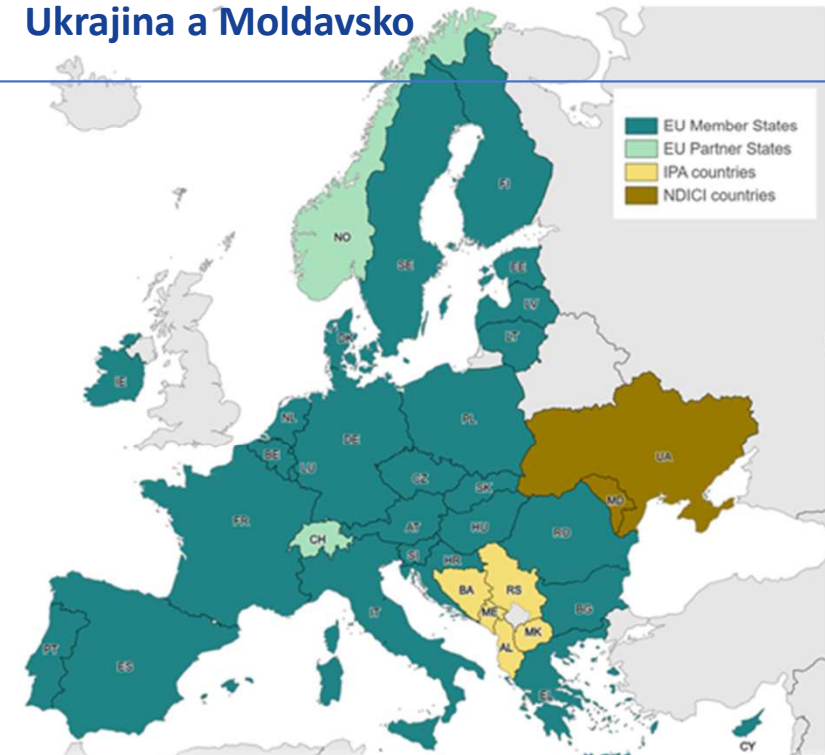 Ukrajina a Moldavsko
EU Member States
EU Partner States
IPA countries
NDICI countries
FI
NO
SE
EE
LV
DK
LT
IE
NL
PL
DE
BE
UA
LU
CZ
SK
MD
FR
AT
HU
RO
CH
SI
HR
BA
RS
IT
ME
BG
PT
MK
AL
ES
EL
CY